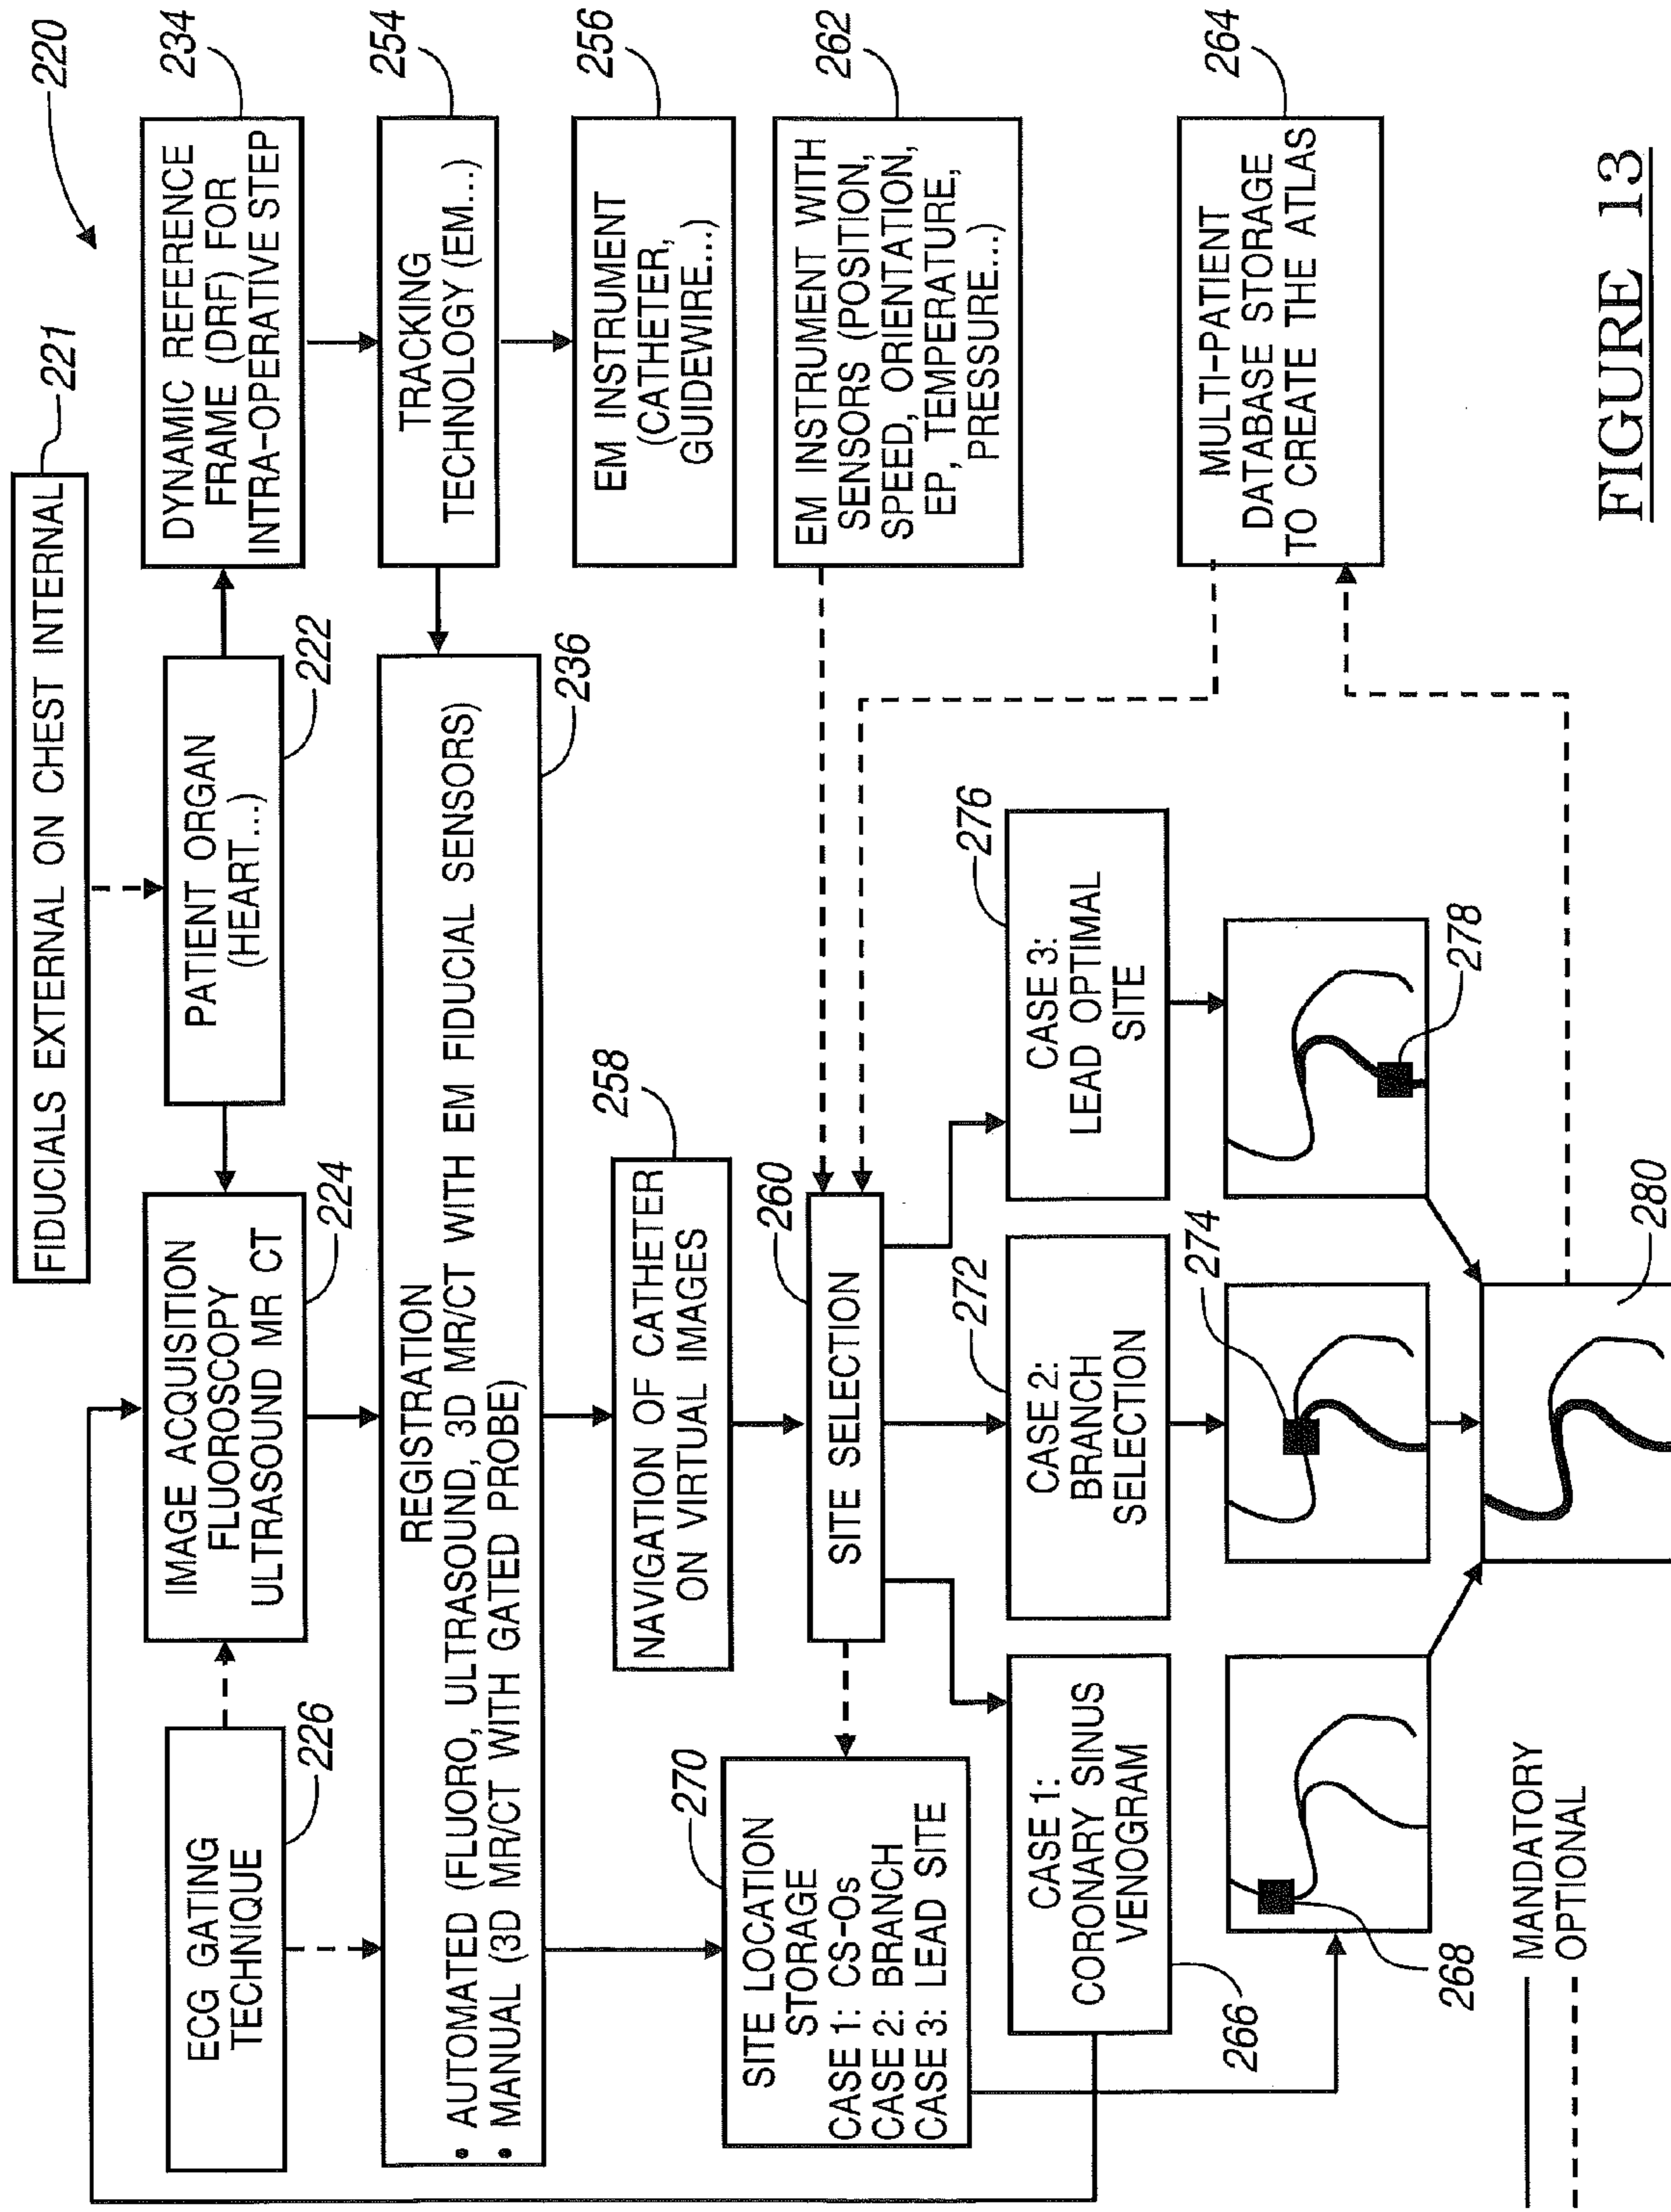 220
FIDUCIALS EXTERNAL ON CHEST INTERNAL
221
ECG GATING
TECHNIQUE
226
IMAGE ACQUISITION
FLUOROSCOPY
ULTRASOUND MR CT
224
PATIENT ORGAN
(HEART...)
222
DYNAMIC REFERENCE
FRAME (DRF) FOR
INTRA-OPERATIVE STEP
234
REGISTRATION
• AUTOMATED (FLUORO, ULTRASOUND, 3D MR/CT WITH EM FIDUCIAL SENSORS)
• MANUAL (3D MR/CT WITH GATED PROBE)
236
TRACKING
TECHNOLOGY (EM...)
254
NAVIGATION OF CATHETER
ON VIRTUAL IMAGES
258
EM INSTRUMENT
(CATHETER,
GUIDEWIRE...)
256
SITE LOCATION
STORAGE
CASE 1: CS-Os
CASE 2: BRANCH
CASE 3: LEAD SITE
270
SITE SELECTION
260
EM INSTRUMENT WITH
SENSORS (POSITION,
SPEED, ORIENTATION,
EP, TEMPERATURE,
PRESSURE...)
262
CASE 1:
CORONARY SINUS
VENOGRAM
266
CASE 2:
BRANCH
SELECTION
272
CASE 3:
LEAD OPTIMAL
SITE
276
MULTI-PATIENT
DATABASE STORAGE
TO CREATE THE ATLAS
264
268
274
278
280
MANDATORY
OPTIONAL
FIGURE 13